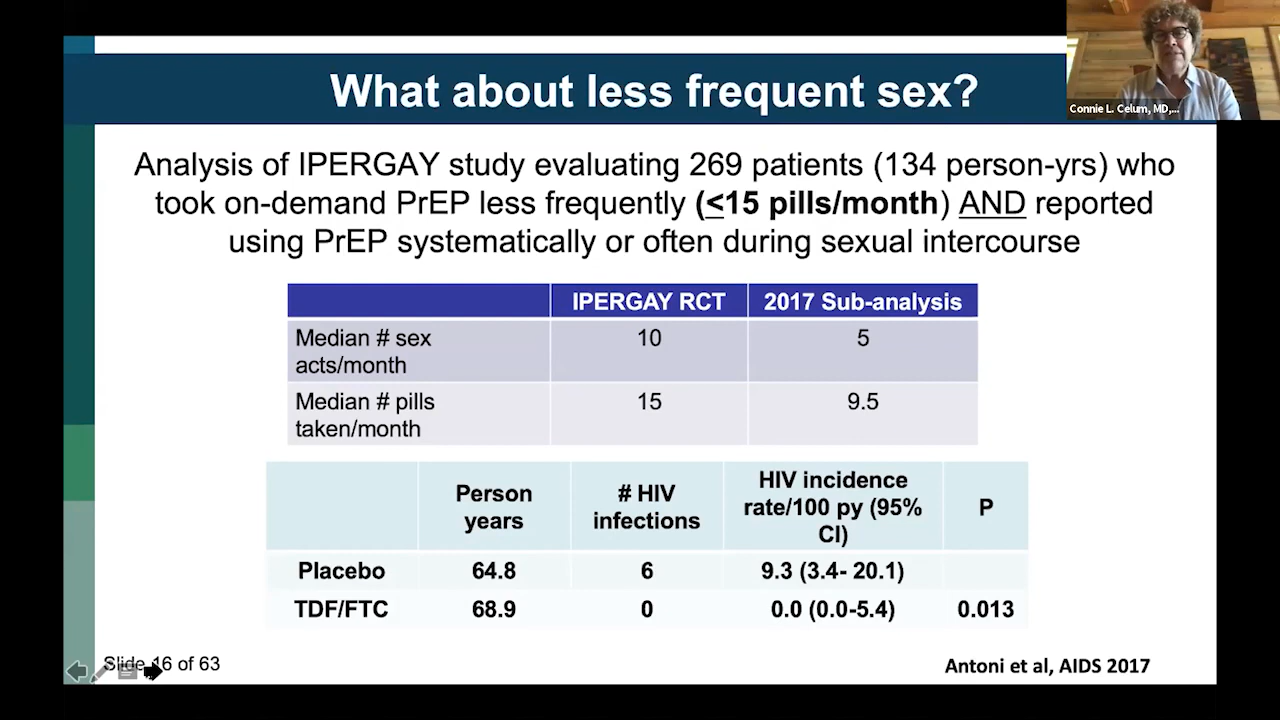 What about less frequent sex?
Connie L. Celum, MD,...
Analysis of IPERGAY study evaluating 269 patients (134 person-yrs) who
took on-demand PrEP less frequently (<15 pills/month) AND reported
using PrEP systematically or often during sexual intercourse
IPERGAY RCT 2017 Sub-analysis
Median # sex
acts/month
10 5
Median # pills
taken/month
15 9.5
Person
years
# HIV
infections
HIV incidence
rate/100 py (95%
CI)
P
Placebo 64.8 6 9.3 (3.4- 20.1)
TDF/FTC 68.9 0 0.0 (0.0-5.4) 0.013
Slide 16 of 63
Antoni et al, AIDS 2017